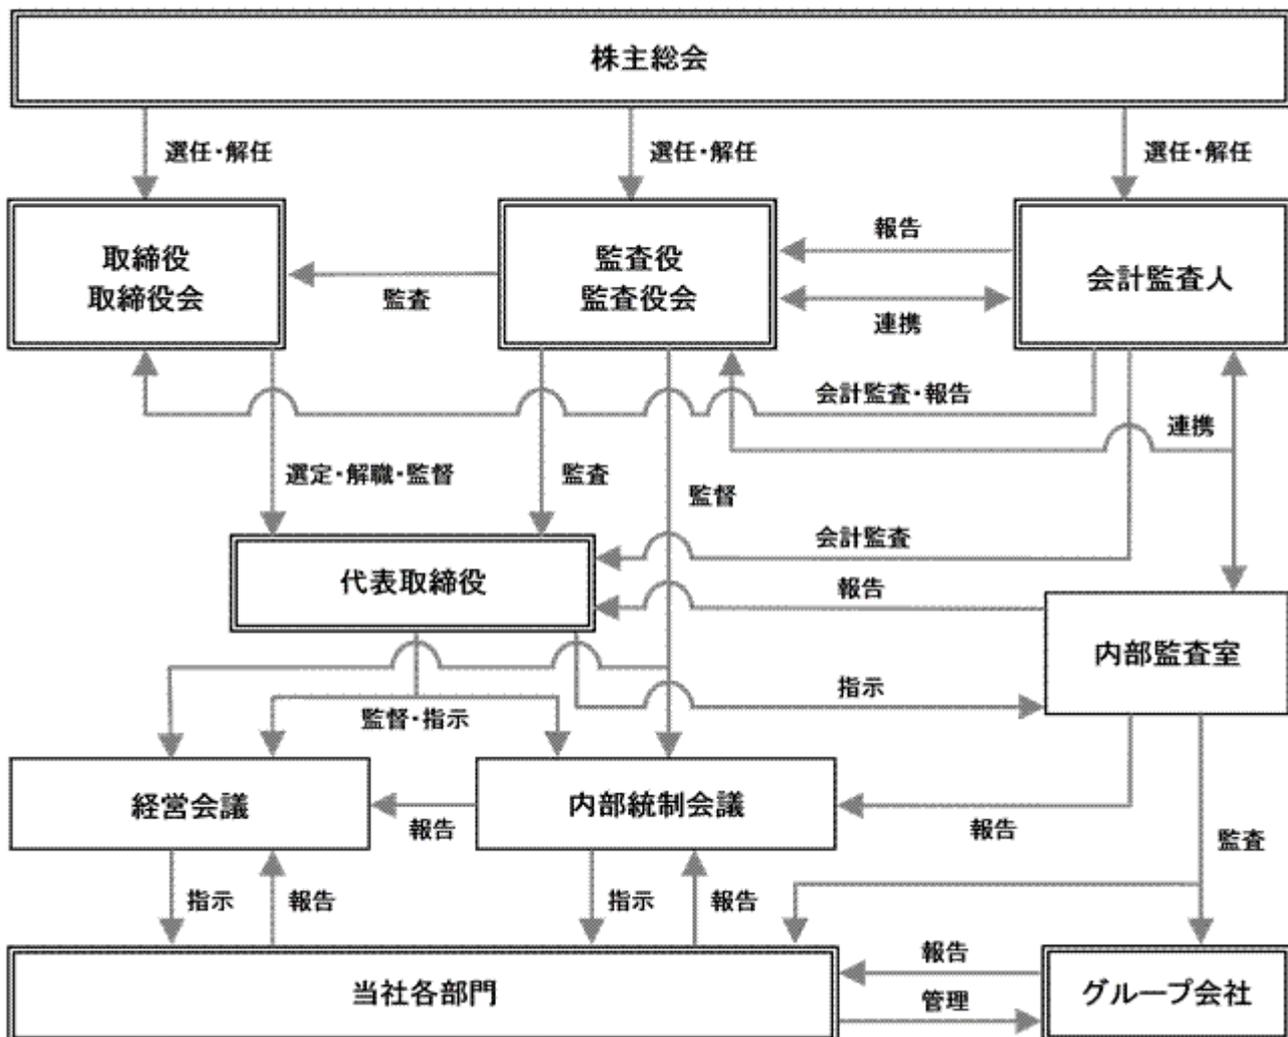 株主総会
選任・解任
選任・解任
選任・解任
取締役
取締役会
監査
監査役
監査役会
報告
連携
会計監査人
会計監査・報告
連携
選定・解職・監督
監査
監督
会計監査
代表取締役
報告
内部監査室
指示
監督・指示
経営会議
報告
内部統制会議
報告
監査
指示
報告
指示
報告
当社各部門
報告
管理
グループ会社